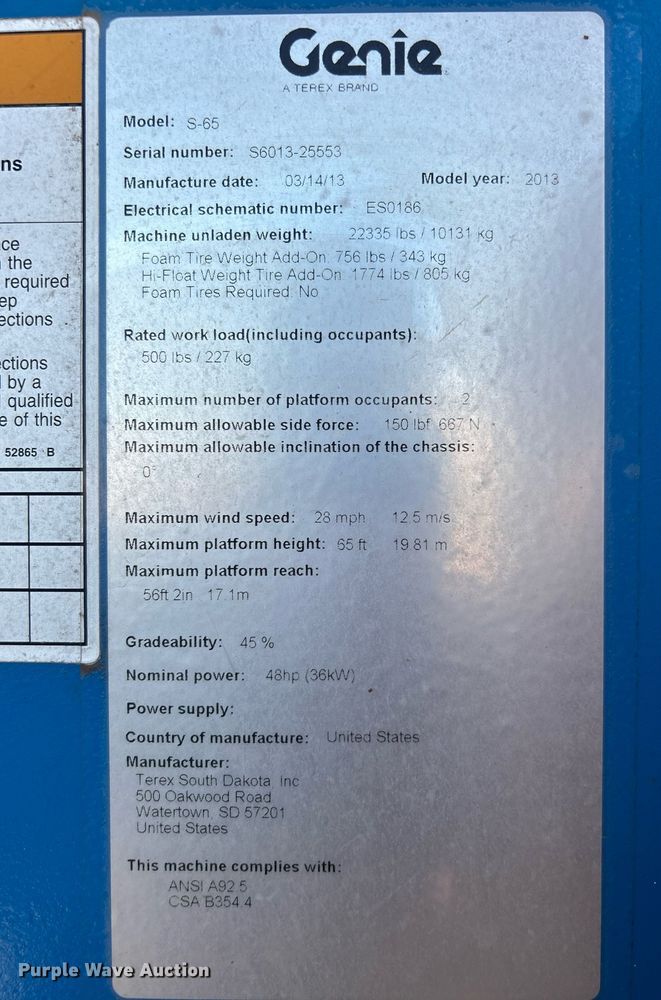 Genie
A TEREX BRAND
Model: S-65
Serial number: S6013-25553
Manufacture date: 03/14/13 Model year: 2013
Electrical schematic number: ES0186
Machine unladen weight: 22335 lbs / 10131 kg
Foam Tire Weight Add-On: 756 lbs / 343 kg
Hi-Float Weight Tire Add-On: 1774 lbs / 805 kg
Foam Tires Required: No
Rated work load(including occupants):
500 lbs / 227 kg
Maximum number of platform occupants: 2
Maximum allowable side force: 150 lbf 667 N
Maximum allowable inclination of the chassis:
0°
Maximum wind speed: 28 mph 12.5 m/s
Maximum platform height: 65 ft 19.81 m
Maximum platform reach:
56ft 2in 17.1m
Gradeability: 45 %
Nominal power: 48hp (36kW)
Power supply:
Country of manufacture: United States
Manufacturer:
Terex South Dakota, Inc
500 Oakwood Road
Watertown, SD 57201
United States
This machine complies with:
ANSI A92.5
CSA B354.4
ns
ce
the
required
ep
ections
ections
by a
qualified
e of this
52865 B
Purple Wave Auction